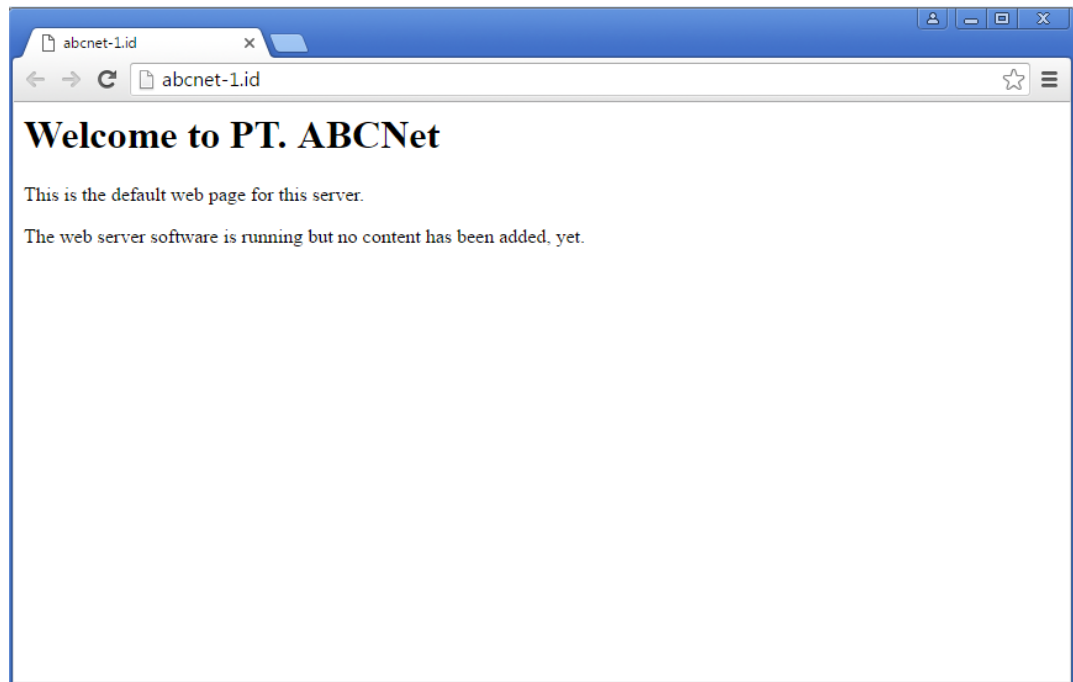 abcnet-1.id
abcnet-1.id
Welcome to PT. ABCNet
This is the default web page for this server.
The web server software is running but no content has been added, yet.